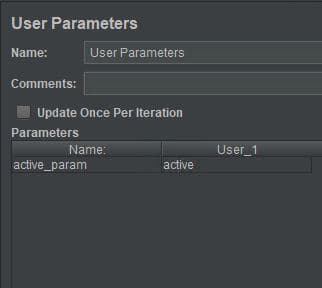 User Parameters
Name: User Parameters
Comments:
Update Once Per Iteration
Parameters
Name: User_1
active_param active